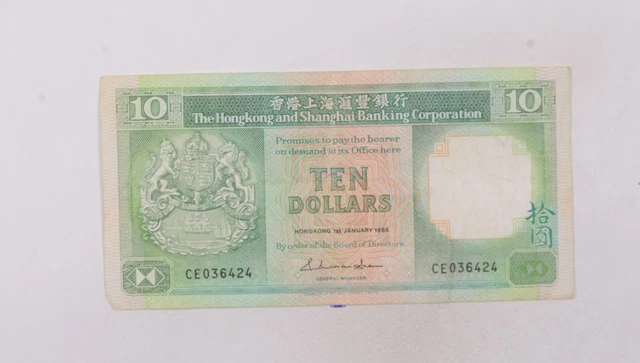 10 香港上海滙豐銀行 10
The Hongkong and Shanghai Banking Corporation
Promises to pay the bearer
on demand at its Office here
TEN
DOLLARS
拾圓
HONGKONG 1st JANUARY
By order of the Board of Directors
CE036424 CE036424
GENERAL MANAGER